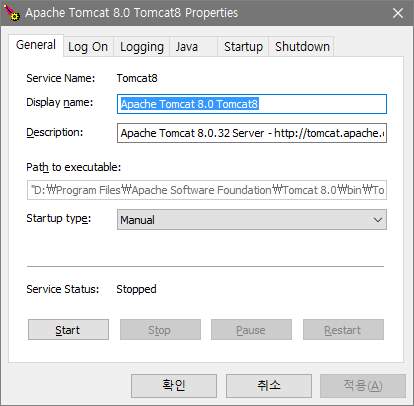 Apache Tomcat 8.0 Tomcat8 Properties
General Log On Logging Java Startup Shutdown
Service Name: Tomcat8
Display name: Apache Tomcat 8.0 Tomcat8
Description: Apache Tomcat 8.0.32 Server - http://tomcat.apache.
Path to executable:
"D:₩Program Files₩Apache Software Foundation₩Tomcat 8.0₩bin₩To
Startup type: Manual
Service Status: Stopped
Start Stop Pause Restart
확인 취소 적용(A)